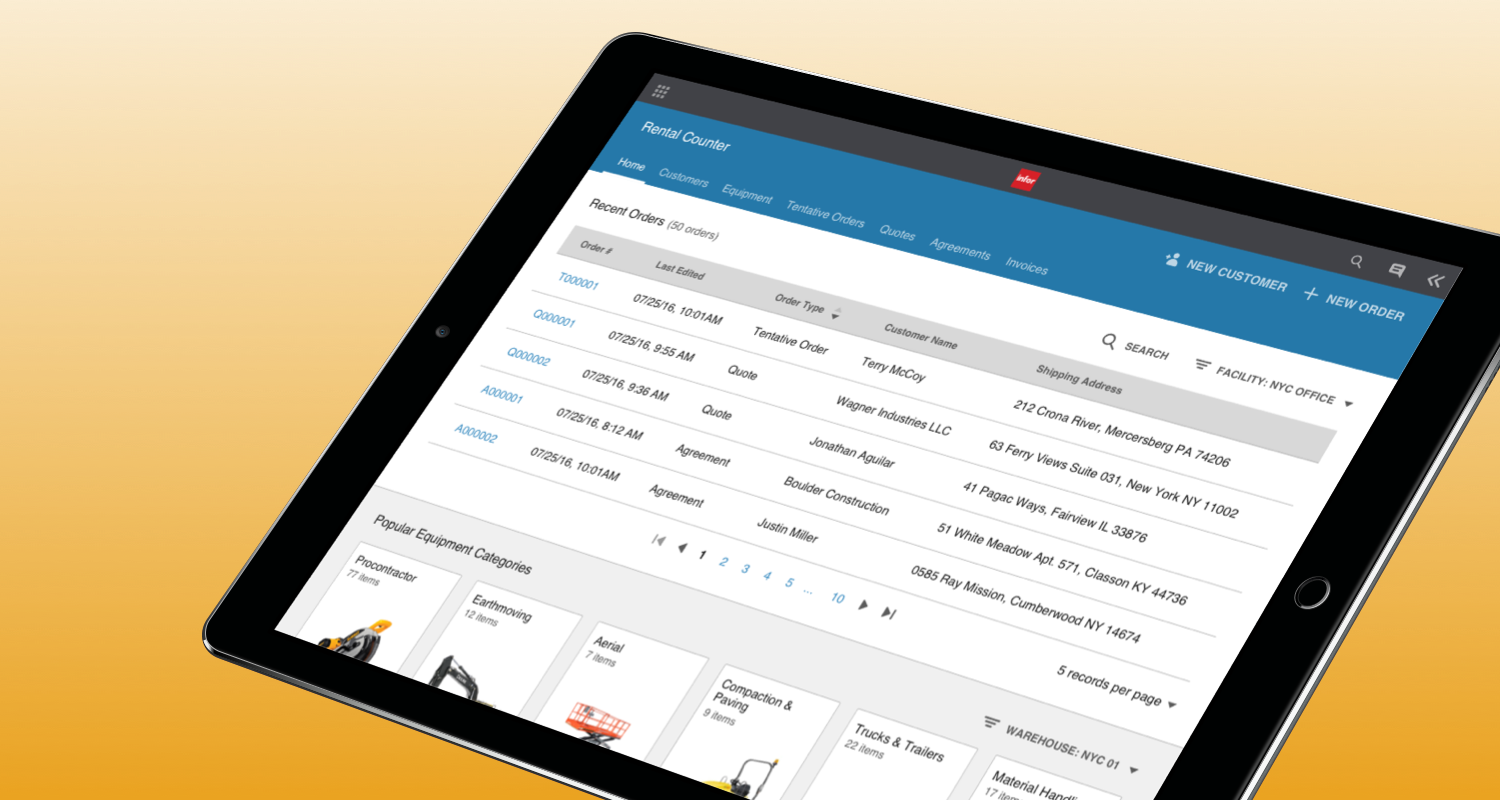 infor
Rental Counter
Home Customers Equipment Tentative Orders Quotes Agreements Invoices
NEW CUSTOMER NEW ORDER
Recent Orders (50 orders)
SEARCH FACILITY: NYC OFFICE
Order # Last Edited Order Type Customer Name Shipping Address
T000001 07/25/16, 10:01AM Tentative Order Terry McCoy 212 Crona River, Mercersberg PA 74206
Q000001 07/25/16, 9:55 AM Quote Wagner Industries LLC 63 Ferry Views Suite 031, New York NY 11002
Q000002 07/25/16, 9:36 AM Quote Jonathan Aguilar 41 Pagac Ways, Fairview IL 33876
A000001 07/25/16, 8:12 AM Agreement Boulder Construction 51 White Meadow Apt. 571, Classon KY 44736
A000002 07/25/16, 10:01AM Agreement Justin Miller 0585 Ray Mission, Cumberwood NY 14674
1 2 3 4 5 ... 10
5 records per page
Popular Equipment Categories
WAREHOUSE: NYC 01
Procontractor
77 items
Earthmoving
12 items
Aerial
7 items
Compaction &
Paving
9 items
Trucks & Trailers
22 items
Material
17